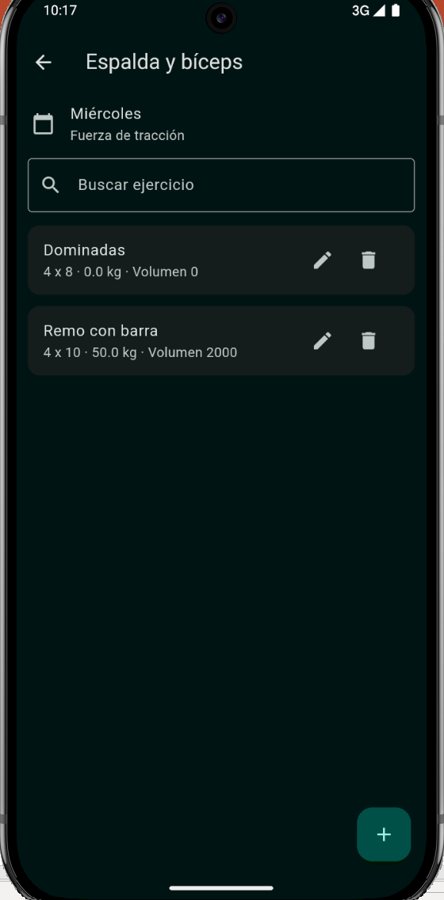 10:17
3G
Espalda y bíceps
Miércoles
Fuerza de tracción
Buscar ejercicio
Dominadas
4 x 8 · 0.0 kg · Volumen 0
Remo con barra
4 x 10 · 50.0 kg · Volumen 2000